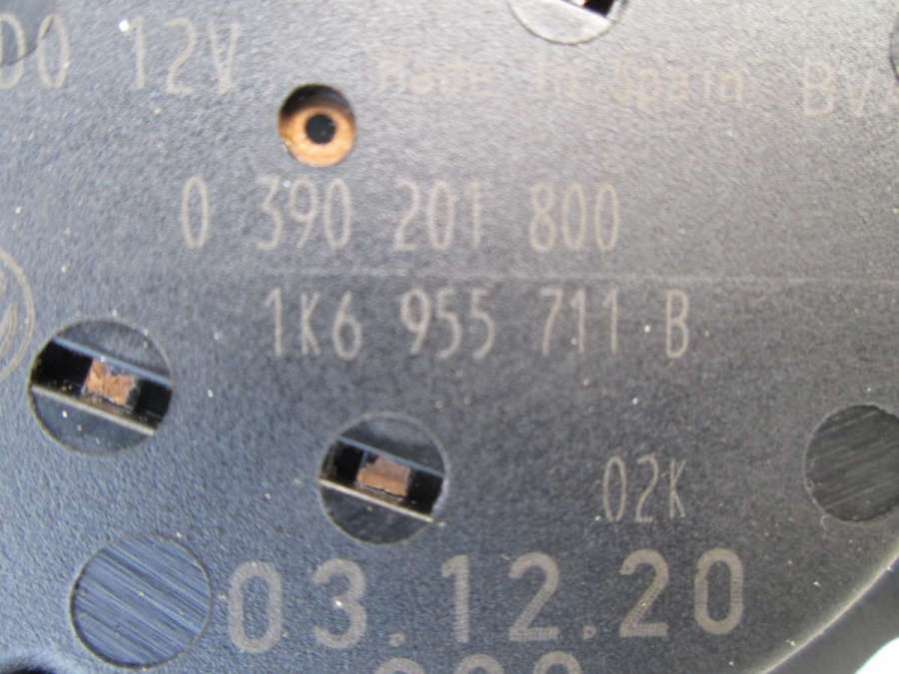 12V
Made in Spain
0 390 201 800
1K6 955 711 B
02K
03.12.20